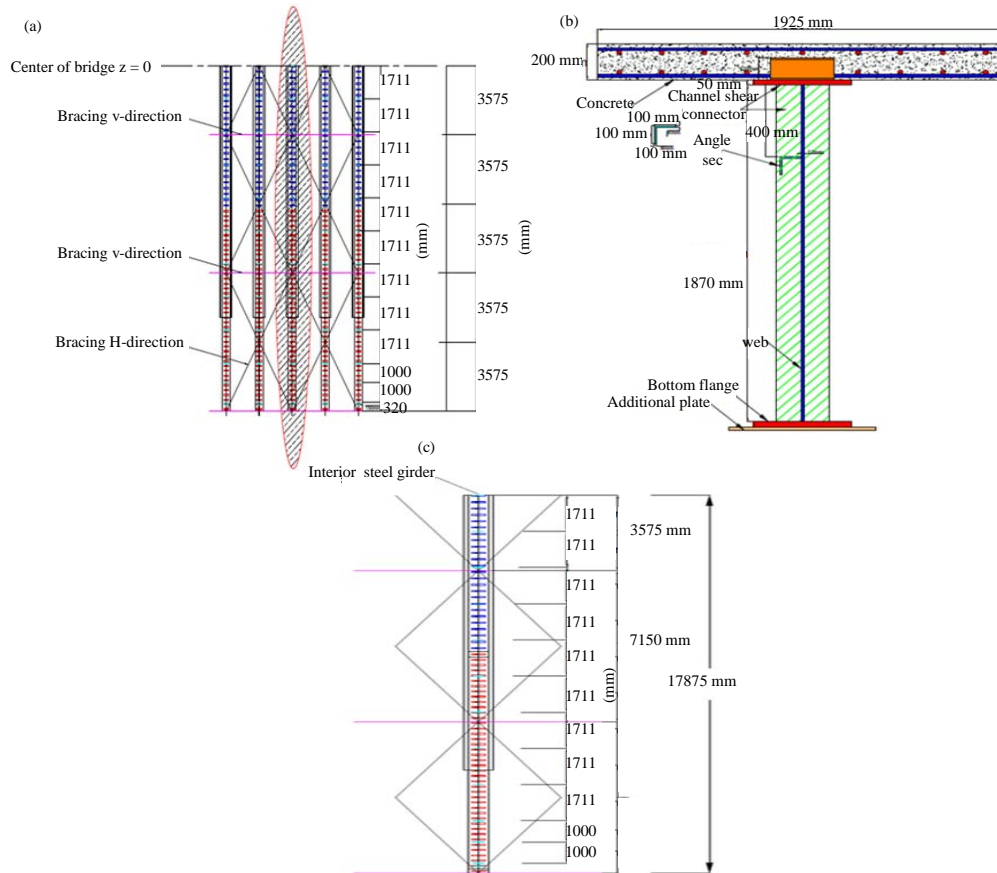 (a)
Center of bridge z = 0
Bracing v-direction
Bracing v-direction
Bracing H-direction
1711
1711
1711
1711
1711
1711
1711
1711
1000
1000
320
(mm)
3575
3575
3575
3575
3575
(mm)
(b)
1925 mm
200 mm
50 mm
Concrete
Channel shear
connector
100 mm
100 mm
100 mm
400 mm
Angle
sec
1870 mm
web
Bottom flange
Additional plate
(c)
Interior steel girder
1711
1711
1711
1711
1711
1711
1711
1711
1711
1000
1000
(mm)
3575 mm
7150 mm
17875 mm